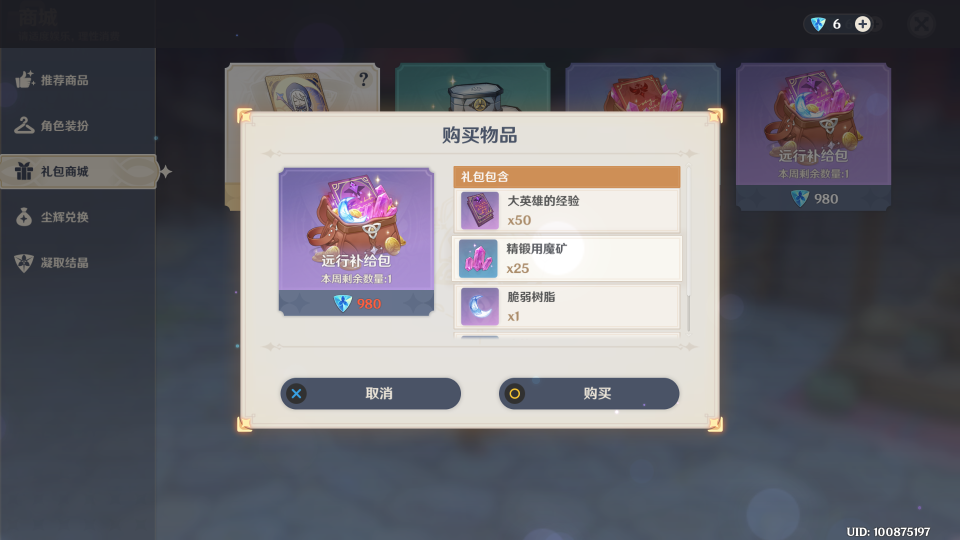 商城
6
推荐商品
角色装扮
礼包商城
尘辉兑换
凝取结晶
?
远行补给包
本周剩余数量:1
980
购买物品
远行补给包
本周剩余数量:1
980
礼包包含
大英雄的经验
x50
精锻用魔矿
x25
脆弱树脂
x1
取消
购买
UID: 100875197